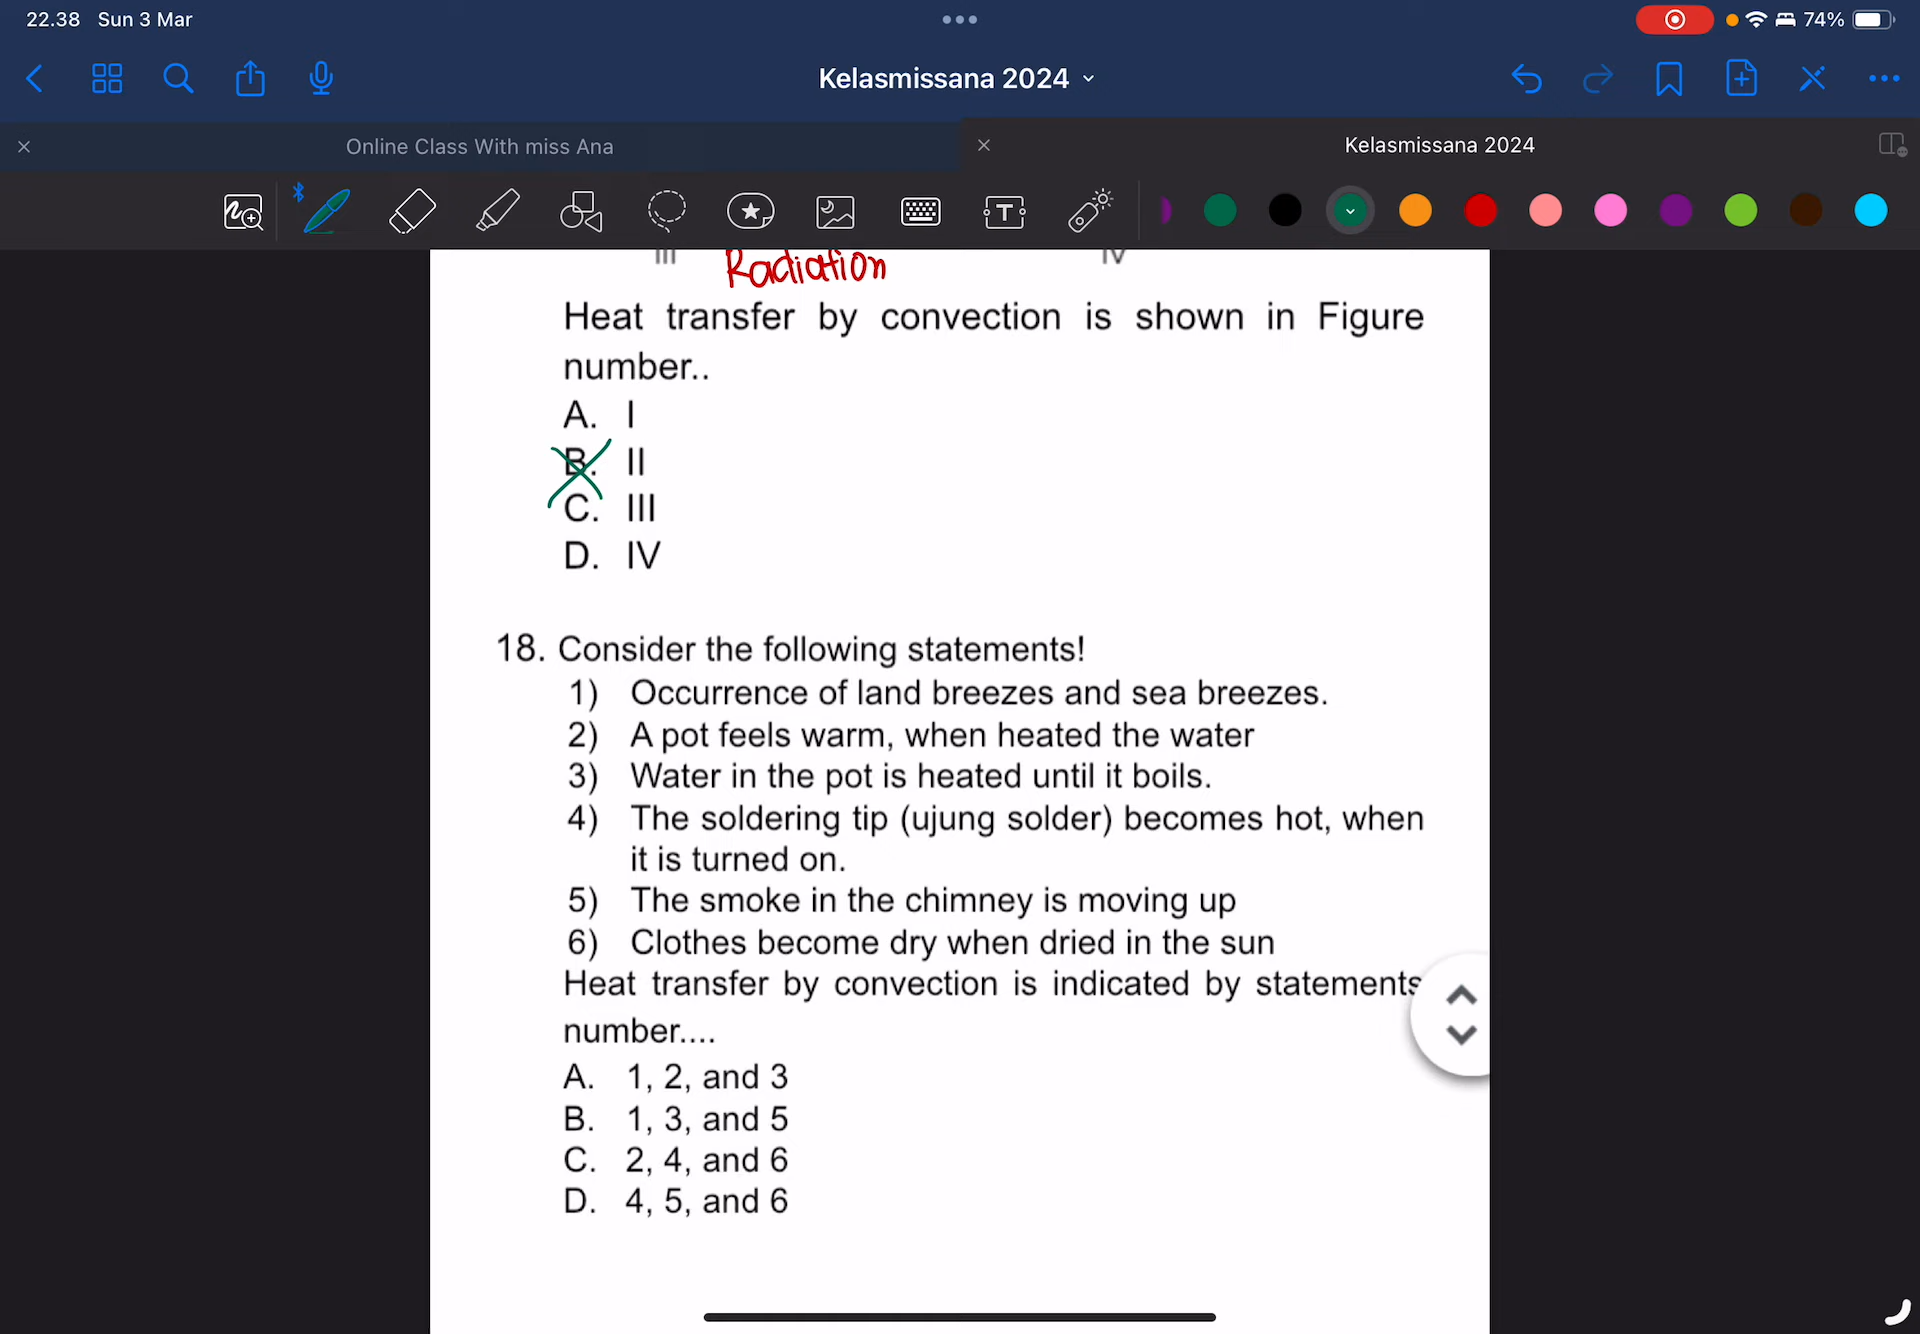 22.38 Sun 3 Mar
74%
Kelasmissana 2024
Online Class With miss Ana
Kelasmissana 2024
III Radiation IV
Heat transfer by convection is shown in Figure
number..
A. I
B. II
C. III
D. IV
18. Consider the following statements!
1) Occurrence of land breezes and sea breezes.
2) A pot feels warm, when heated the water
3) Water in the pot is heated until it boils.
4) The soldering tip (ujung solder) becomes hot, when
it is turned on.
5) The smoke in the chimney is moving up
6) Clothes become dry when dried in the sun
Heat transfer by convection is indicated by statements
number....
A. 1, 2, and 3
B. 1, 3, and 5
C. 2, 4, and 6
D. 4, 5, and 6